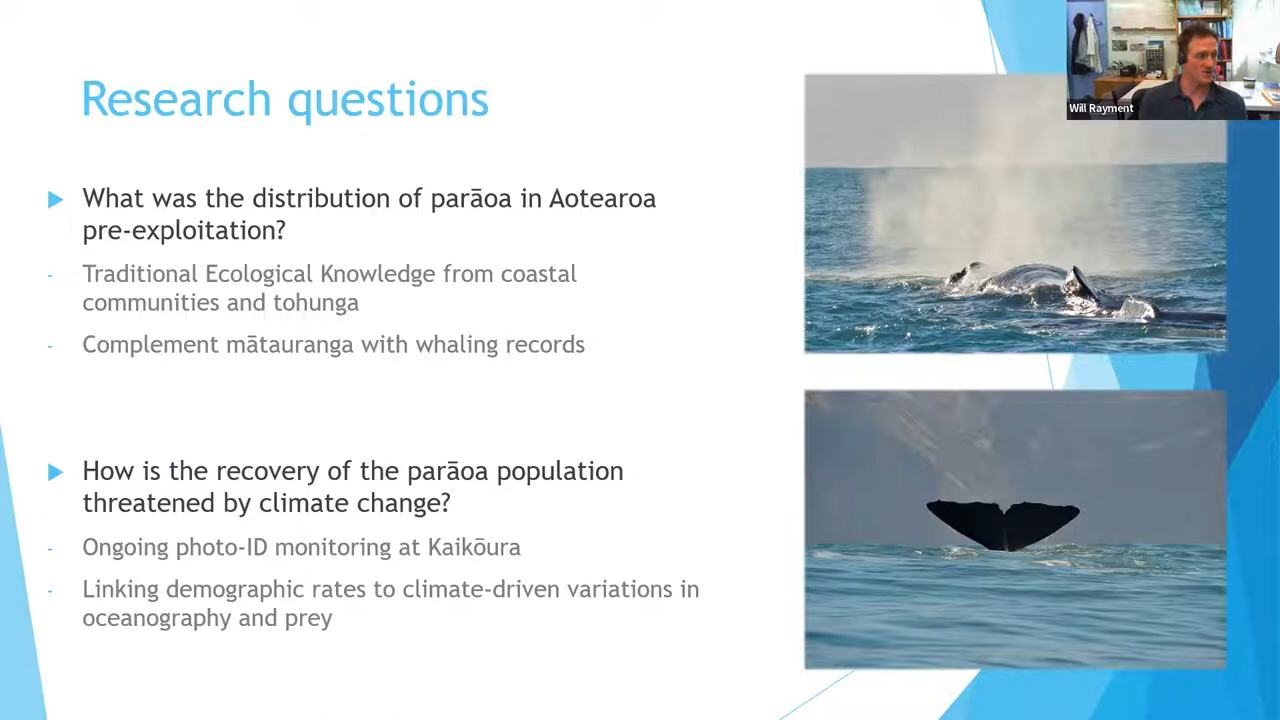 Research questions
What was the distribution of parāoa in Aotearoa
pre-exploitation?
- Traditional Ecological Knowledge from coastal
communities and tohunga
- Complement mātauranga with whaling records
How is the recovery of the parāoa population
threatened by climate change?
- Ongoing photo-ID monitoring at Kaikōura
- Linking demographic rates to climate-driven variations in
oceanography and prey
Will Rayment